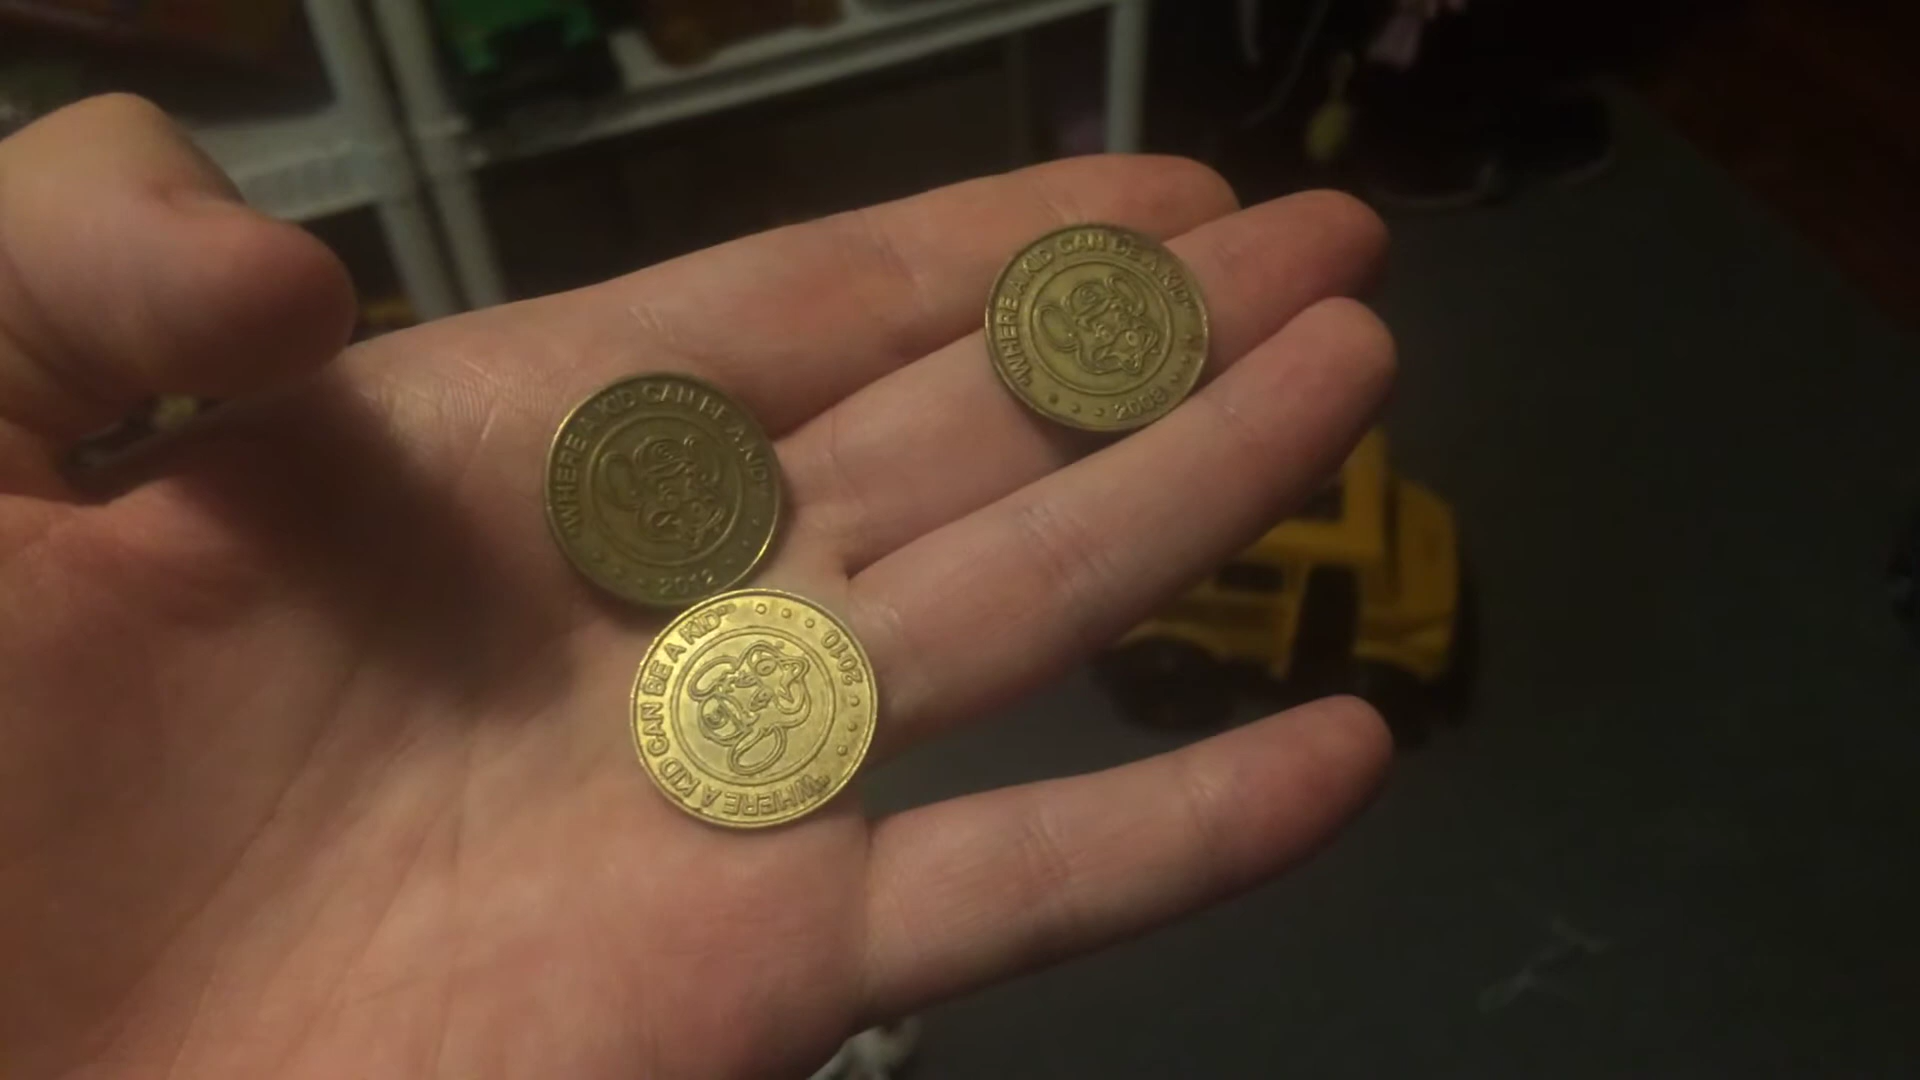 "WHERE A KID CAN BE A KID"
2008
"WHERE A KID CAN BE A KID"
2012
"WHERE A KID CAN BE A KID"
2010